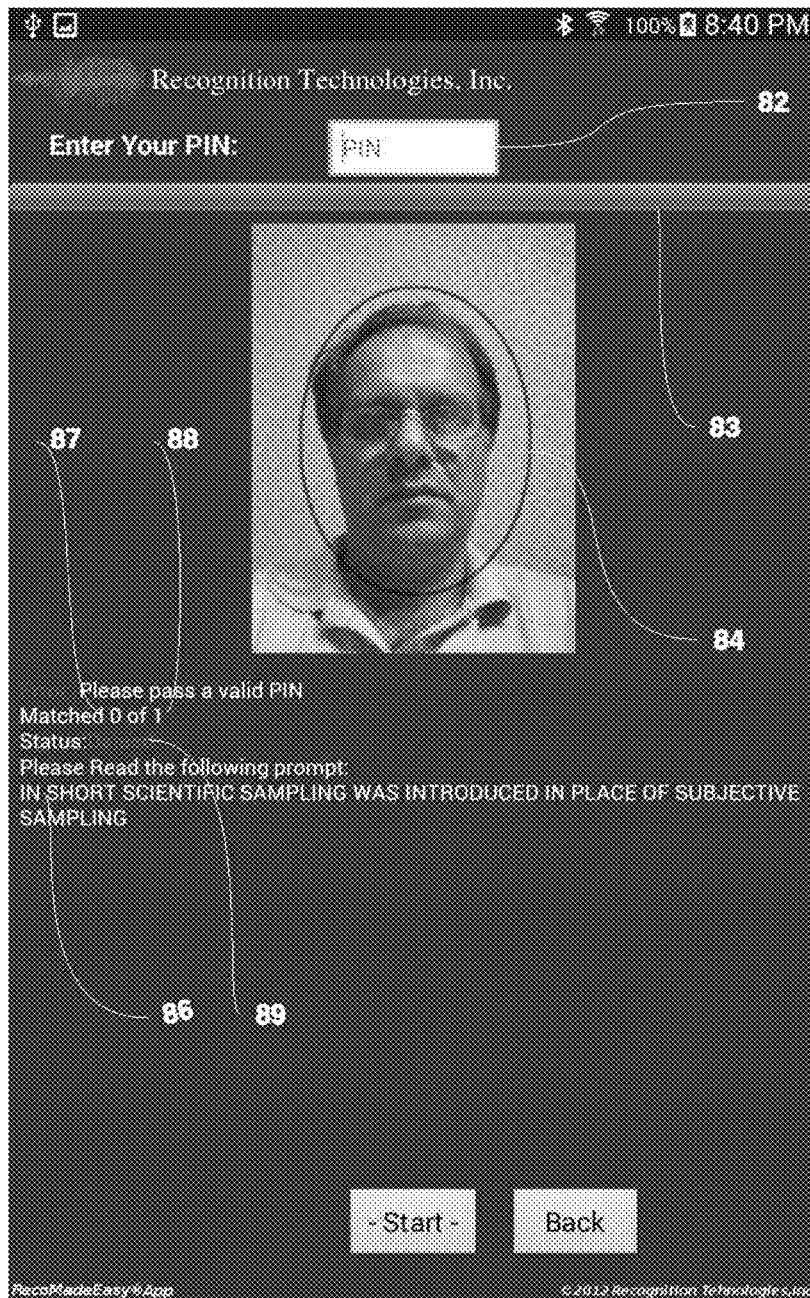 100% 8:40 PM
Recognition Technologies, Inc.
82
Enter Your PIN:
PIN
83
87
88
84
Please pass a valid PIN
Matched 0 of 1
Status:
Please Read the following prompt:
IN SHORT SCIENTIFIC SAMPLING WAS INTRODUCED IN PLACE OF SUBJECTIVE
SAMPLING
86
89
- Start -
Back
RecoMadeEasy® App
© 2012 Recognition Technologies, Inc.